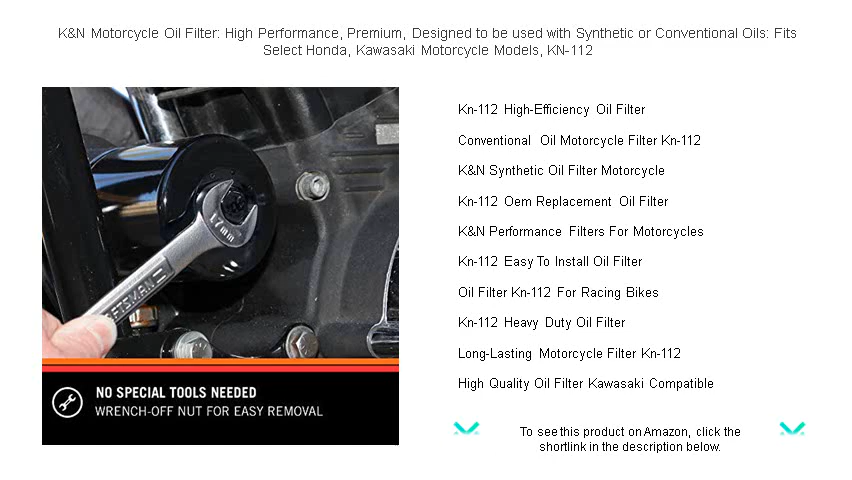 K&N Motorcycle Oil Filter: High Performance, Premium, Designed to be used with Synthetic or Conventional Oils: Fits
Select Honda, Kawasaki Motorcycle Models, KN-112
Kn-112 High-Efficiency Oil Filter
Conventional Oil Motorcycle Filter Kn-112
K&N Synthetic Oil Filter Motorcycle
Kn-112 Oem Replacement Oil Filter
K&N Performance Filters For Motorcycles
Kn-112 Easy To Install Oil Filter
Oil Filter Kn-112 For Racing Bikes
Kn-112 Heavy Duty Oil Filter
Long-Lasting Motorcycle Filter Kn-112
High Quality Oil Filter Kawasaki Compatible
17mm
NO SPECIAL TOOLS NEEDED
WRENCH-OFF NUT FOR EASY REMOVAL
To see this product on Amazon, click the
shortlink in the description below.